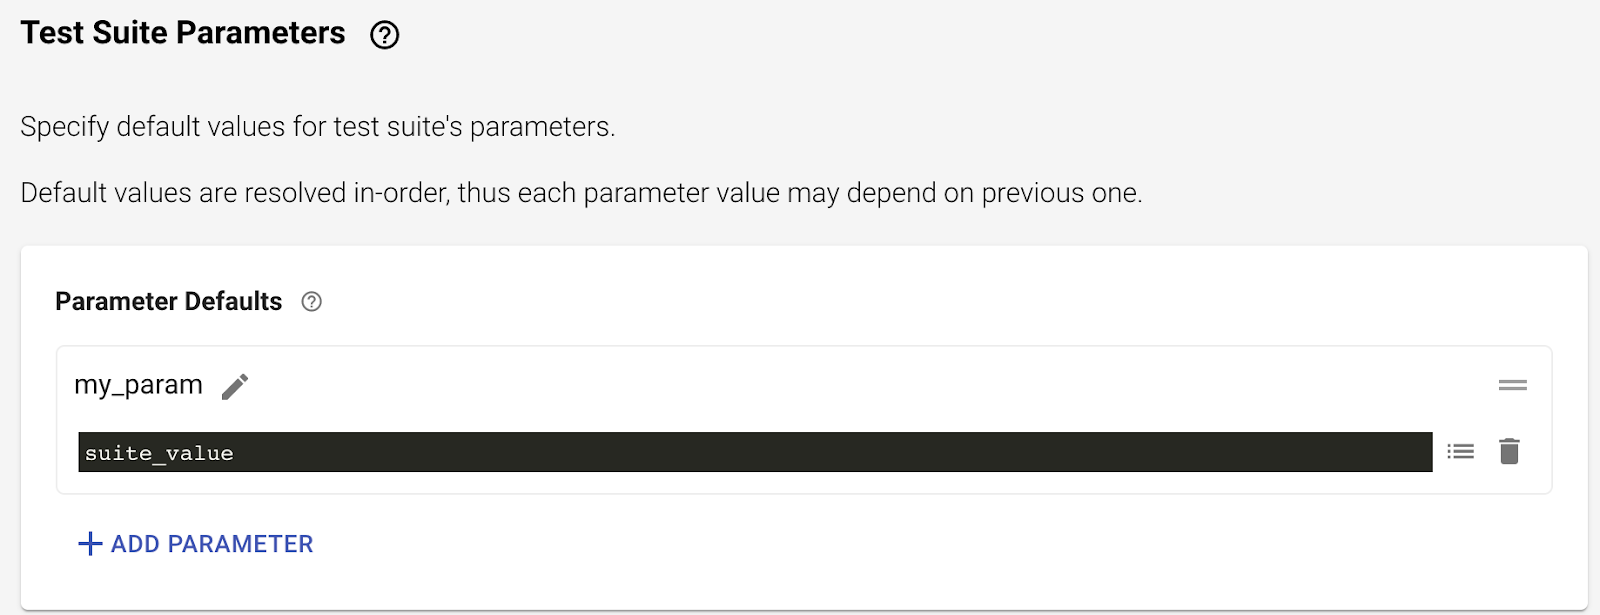 Test Suite Parameters
Specify default values for test suite's parameters.
Default values are resolved in-order, thus each parameter value may depend on previous one.
Parameter Defaults
my_param
suite_value
ADD PARAMETER